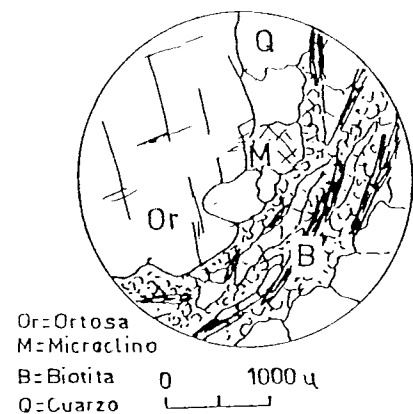 Q
M
Or
B
Or=Ortosa
M=Microclino
B=Biotita
Q=Cuarzo
0 1000 µ